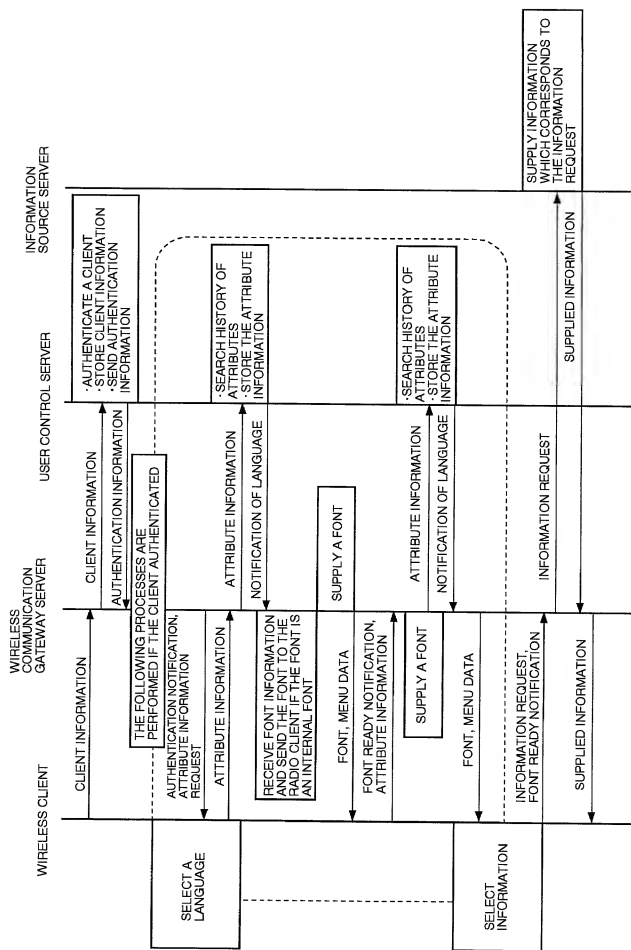 WIRELESS CLIENT
WIRELESS
COMMUNICATION
GATEWAY SERVER
USER CONTROL SERVER
INFORMATION
SOURCE SERVER
CLIENT INFORMATION
CLIENT INFORMATION
· AUTHENTICATE A CLIENT
· STORE CLIENT INFORMATION
· SEND AUTHENTICATION
INFORMATION
AUTHENTICATION INFORMATION
THE FOLLOWING PROCESSES ARE
PERFORMED IF THE CLIENT AUTHENTICATED
AUTHENTICATION NOTIFICATION,
ATTRIBUTE INFORMATION
REQUEST
SELECT A
LANGUAGE
ATTRIBUTE INFORMATION
ATTRIBUTE INFORMATION
· SEARCH HISTORY OF
ATTRIBUTES
· STORE THE ATTRIBUTE
INFORMATION
NOTIFICATION OF LANGUAGE
RECEIVE FONT INFORMATION
AND SEND THE FONT TO THE
RADIO CLIENT IF THE FONT IS
AN INTERNAL FONT
SUPPLY A FONT
FONT, MENU DATA
FONT READY NOTIFICATION,
ATTRIBUTE INFORMATION
ATTRIBUTE INFORMATION
· SEARCH HISTORY OF
ATTRIBUTES
· STORE THE ATTRIBUTE
INFORMATION
SUPPLY A FONT
NOTIFICATION OF LANGUAGE
FONT, MENU DATA
SELECT
INFORMATION
INFORMATION REQUEST,
FONT READY NOTIFICATION
INFORMATION REQUEST
SUPPLY INFORMATION
WHICH CORRESPONDS TO
THE INFORMATION
REQUEST
SUPPLIED INFORMATION
SUPPLIED INFORMATION